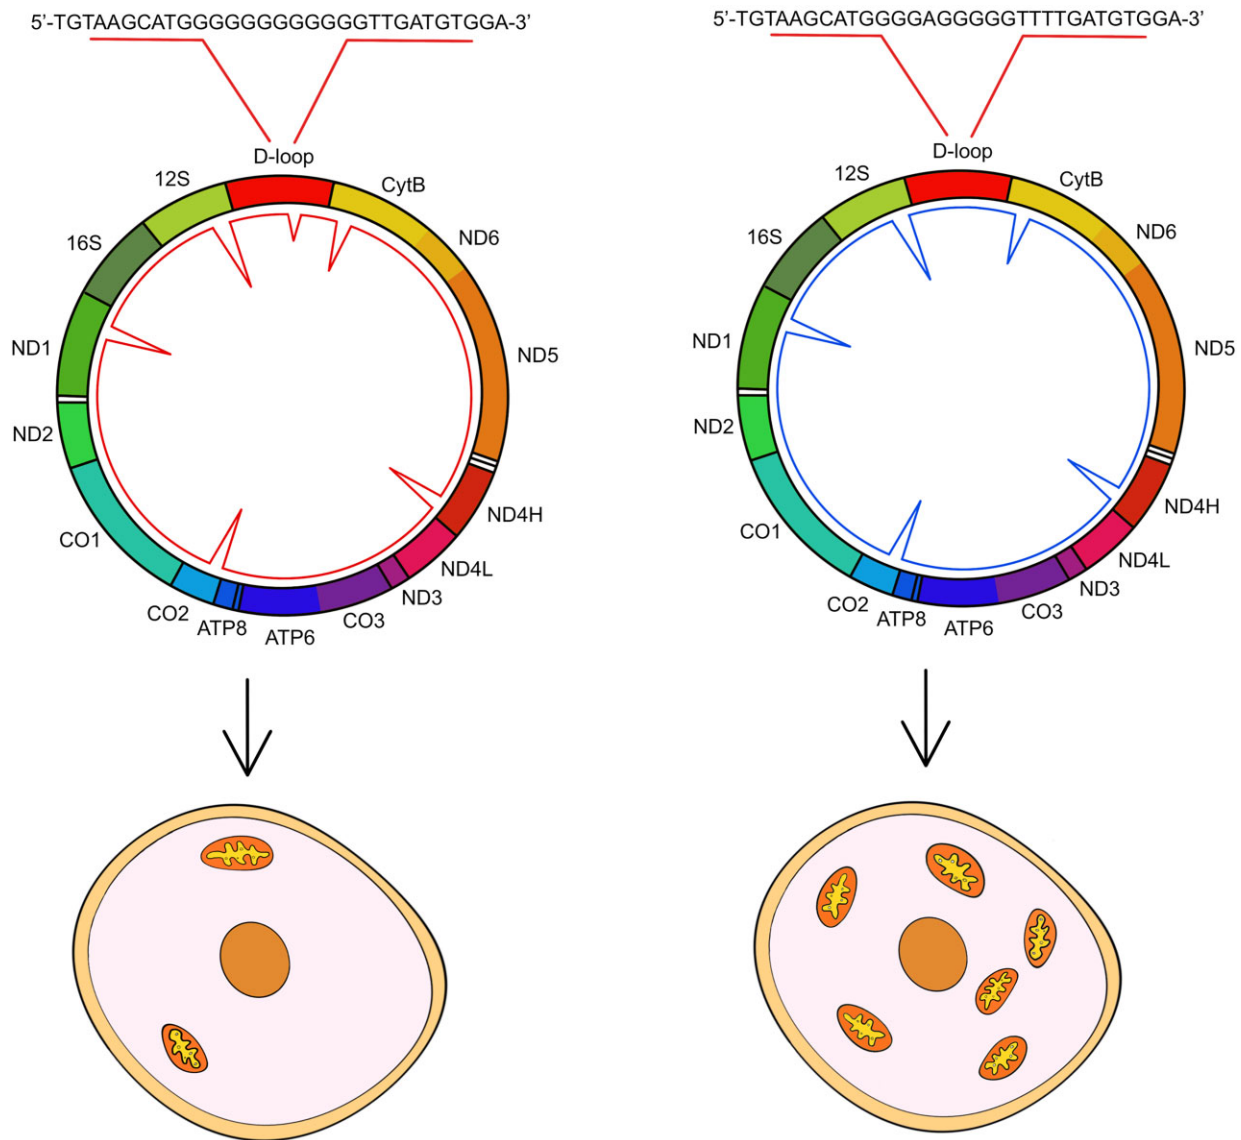 5’-TGTAAGCATGGGGGGGGGGGGTTGATGTGGA-3’
5’-TGTAAGCATGGGGAGGGGGTTTTGATGTGGA-3’
D-loop
12S
CytB
16S
ND6
ND1
ND5
ND2
ND4H
CO1
ND4L
CO2
ND3
ATP8
CO3
ATP6
D-loop
12S
CytB
16S
ND6
ND1
ND5
ND2
ND4H
CO1
ND4L
CO2
ND3
ATP8
CO3
ATP6